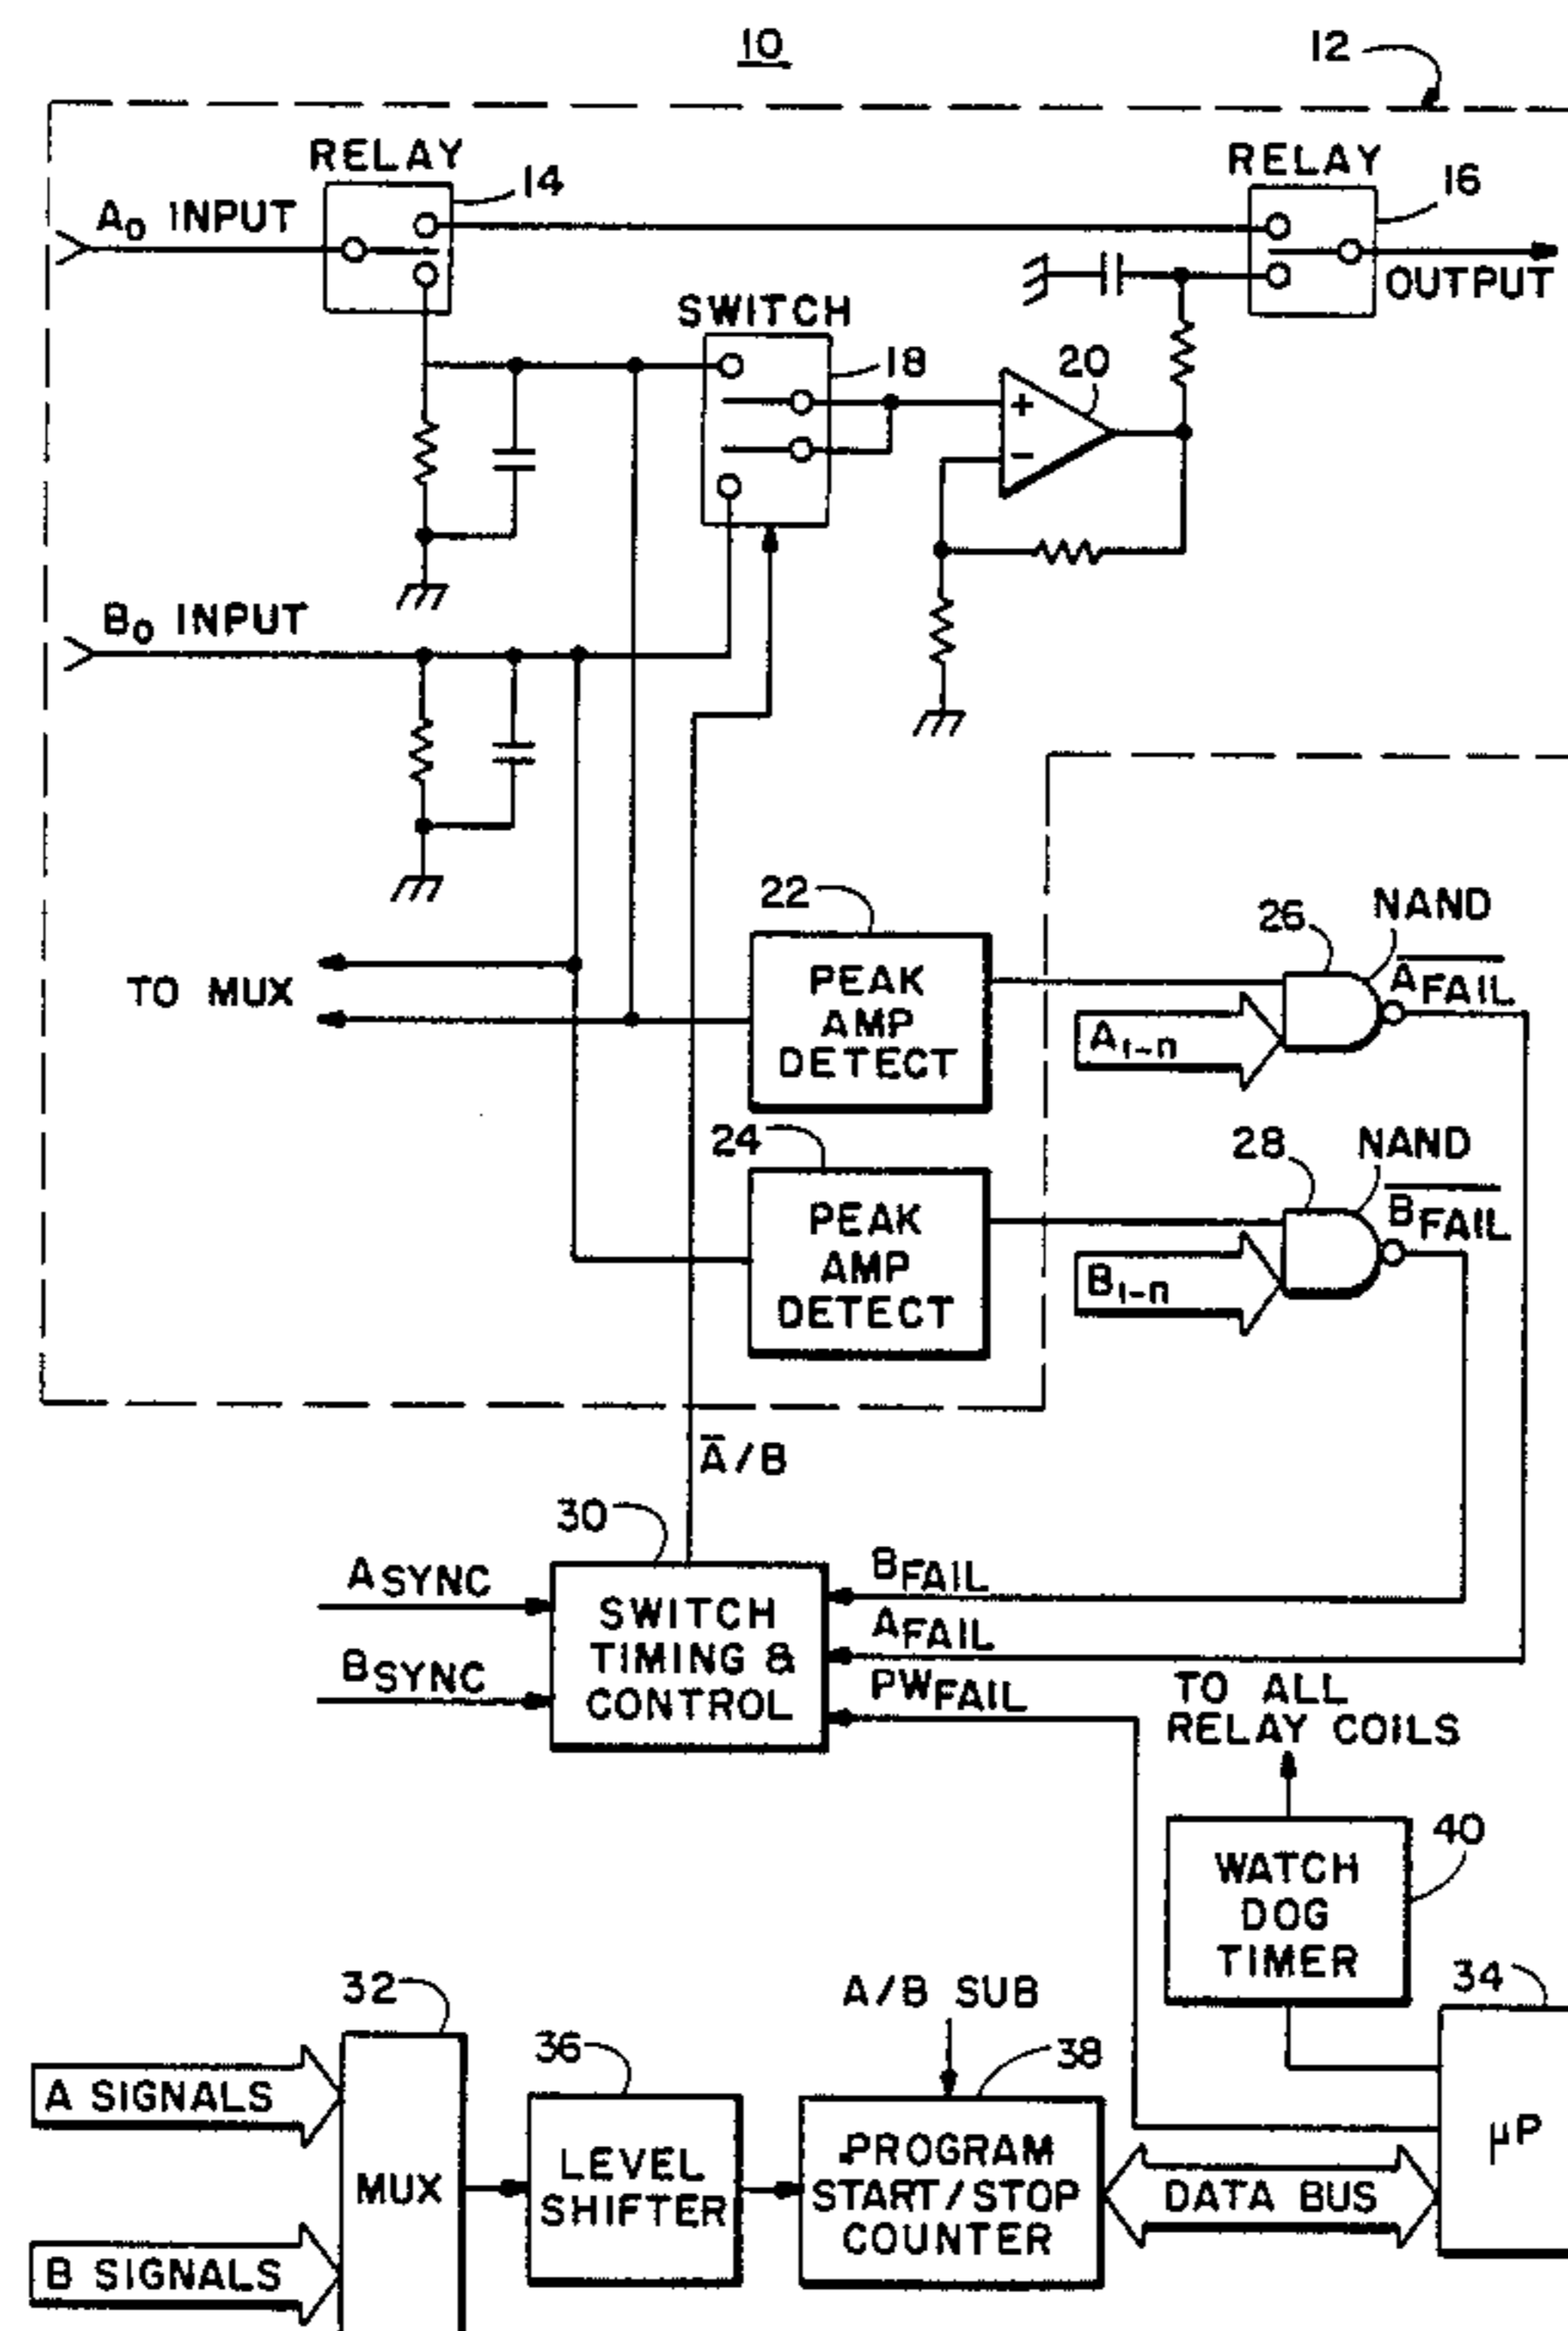 10
12
RELAY
14
A0 INPUT
RELAY
16
OUTPUT
SWITCH
18
20
+
−
B0 INPUT
22
PEAK
AMP
DETECT
TO MUX
26
NAND
A̅FAIL
A1-n
24
PEAK
AMP
DETECT
28
NAND
B̅FAIL
B1-n
A̅/B
30
ASYNC
BSYNC
SWITCH
TIMING &
CONTROL
BFAIL
AFAIL
PWFAIL
TO ALL
RELAY COILS
WATCH
DOG
TIMER
40
34
32
A SIGNALS
B SIGNALS
MUX
36
LEVEL
SHIFTER
A/B SUB
38
PROGRAM
START/STOP
COUNTER
DATA BUS
μP